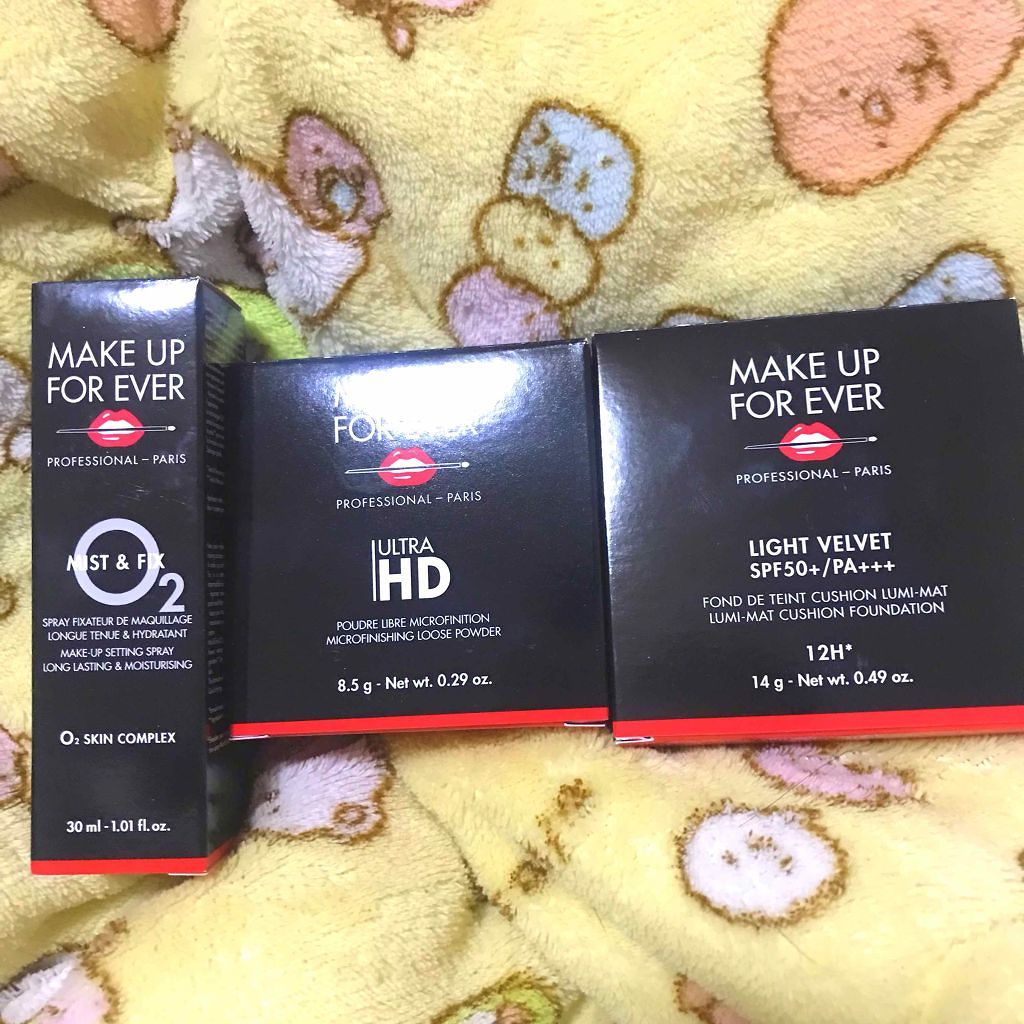 MAKE UP
FOR EVER
PROFESSIONAL – PARIS
MIST & FIX
O2
SPRAY FIXATEUR DE MAQUILLAGE
LONGUE TENUE & HYDRATANT
MAKE-UP SETTING SPRAY
LONG LASTING & MOISTURISING
O2 SKIN COMPLEX
30 ml - 1.01 fl. oz.
FOR EVER
PROFESSIONAL – PARIS
ULTRA
HD
POUDRE LIBRE MICROFINITION
MICROFINISHING LOOSE POWDER
8.5 g - Net wt. 0.29 oz.
MAKE UP
FOR EVER
PROFESSIONAL – PARIS
LIGHT VELVET
SPF50+/PA+++
FOND DE TEINT CUSHION LUMI-MAT
LUMI-MAT CUSHION FOUNDATION
12H*
14 g - Net wt. 0.49 oz.